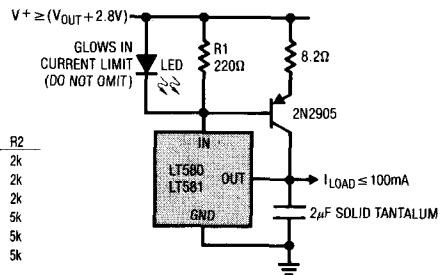 V+ ≥ (VOUT + 2.8V)
GLOWS IN
CURRENT LIMIT
(DO NOT OMIT)
LED
R1
220Ω
8.2Ω
2N2905
IN
LT580
LT581
OUT
GND
ILOAD ≤ 100mA
2μF SOLID TANTALUM
R2
2k
2k
2k
5k
5k
5k